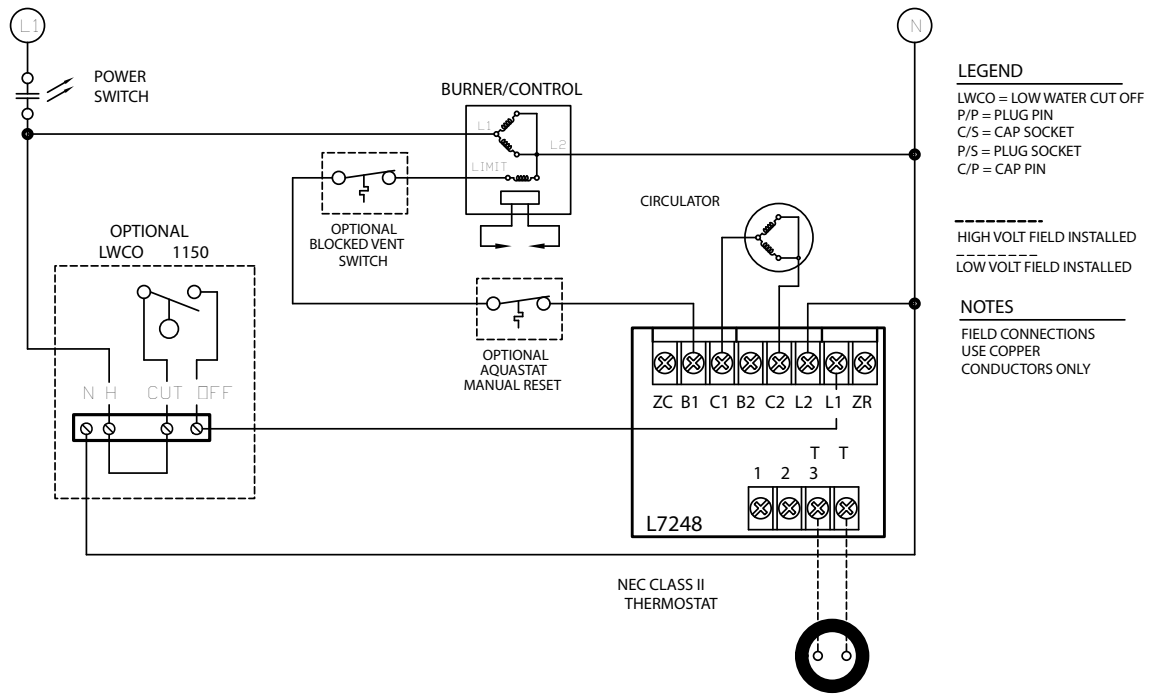 L1
N
POWER
SWITCH
BURNER/CONTROL
L1
L2
LIMIT
OPTIONAL
BLOCKED VENT
SWITCH
CIRCULATOR
OPTIONAL
LWCO 1150
N H CUT OFF
OPTIONAL
AQUASTAT
MANUAL RESET
ZC B1 C1 B2 C2 L2 L1 ZR
T T
1 2 3
L7248
NEC CLASS II
THERMOSTAT
LEGEND
LWCO = LOW WATER CUT OFF
P/P = PLUG PIN
C/S = CAP SOCKET
P/S = PLUG SOCKET
C/P = CAP PIN
HIGH VOLT FIELD INSTALLED
LOW VOLT FIELD INSTALLED
NOTES
FIELD CONNECTIONS
USE COPPER
CONDUCTORS ONLY